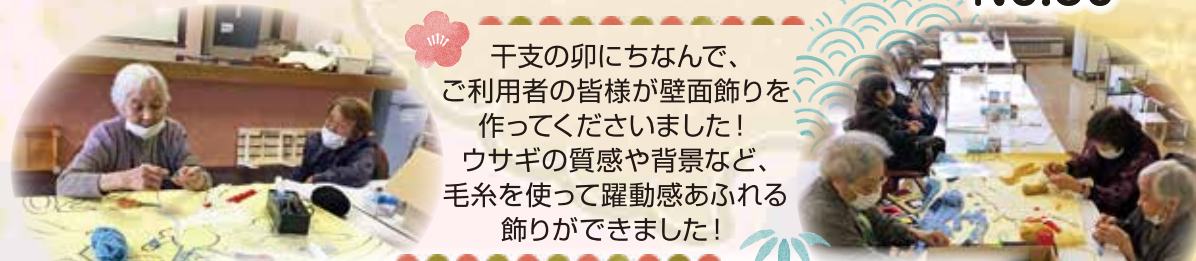 干支の卯にちなんで、
ご利用者の皆様が壁面飾りを
作ってくださいました!
ウサギの質感や背景など、
毛糸を使って躍動感あふれる
飾りができました!